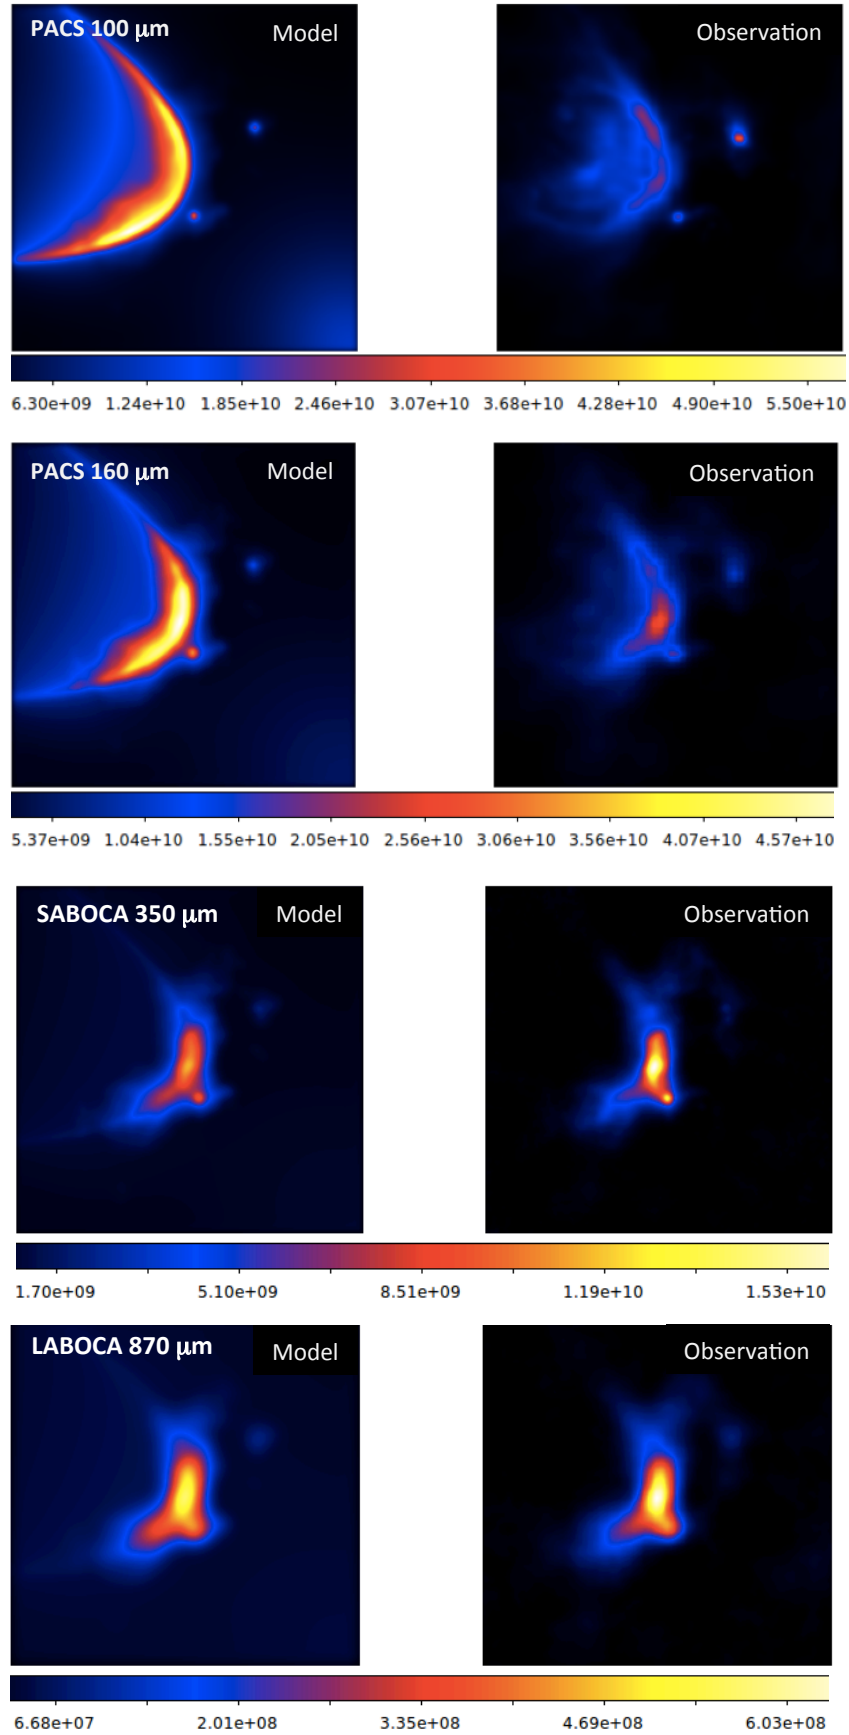 PACS 100 μm Model Observation
6.30e+09 1.24e+10 1.85e+10 2.46e+10 3.07e+10 3.68e+10 4.28e+10 4.90e+10 5.50e+10
PACS 160 μm Model Observation
5.37e+09 1.04e+10 1.55e+10 2.05e+10 2.56e+10 3.06e+10 3.56e+10 4.07e+10 4.57e+10
SABOCA 350 μm Model Observation
1.70e+09 5.10e+09 8.51e+09 1.19e+10 1.53e+10
LABOCA 870 μm Model Observation
6.68e+07 2.01e+08 3.35e+08 4.69e+08 6.03e+08